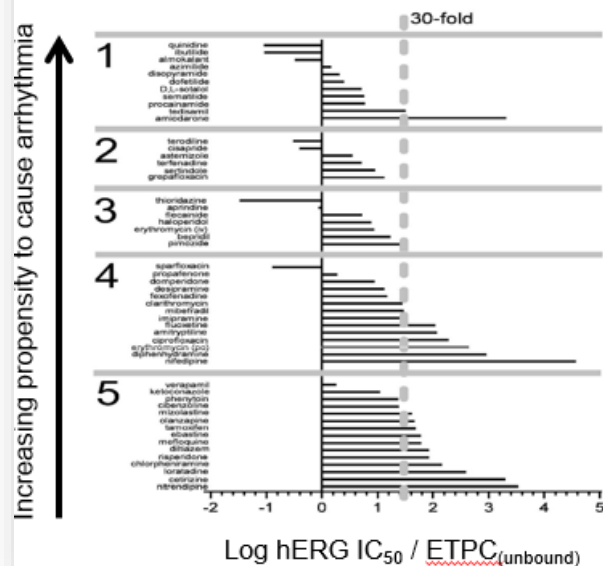 30-fold
Increasing propensity to cause arrhythmia
1
quinidine
ibutilide
almokalant
azimilide
disopyramide
dofetilide
D,L-sotalol
sematilide
procainamide
tedisamil
amiodarone
2
terodiline
cisapride
astemizole
terfenadine
sertindole
grepafloxacin
3
thioridazine
aprindine
flecainide
haloperidol
erythromycin (iv)
bepridil
pimozide
4
sparfloxacin
propafenone
domperidone
desipramine
fexofenadine
clarithromycin
mibefradil
imipramine
fluoxetine
amitryptiline
ciprofloxacin
erythromycin (po)
diphenhydramine
nifedipine
5
verapamil
ketoconazole
phenytoin
cibenzoline
mizolastine
olanzapine
tamoxifen
ebastine
mefloquine
diltiazem
risperidone
chlorpheniramine
loratadine
cetirizine
nitrendipine
-2 -1 0 1 2 3 4 5
Log hERG IC50 / ETPC(unbound)